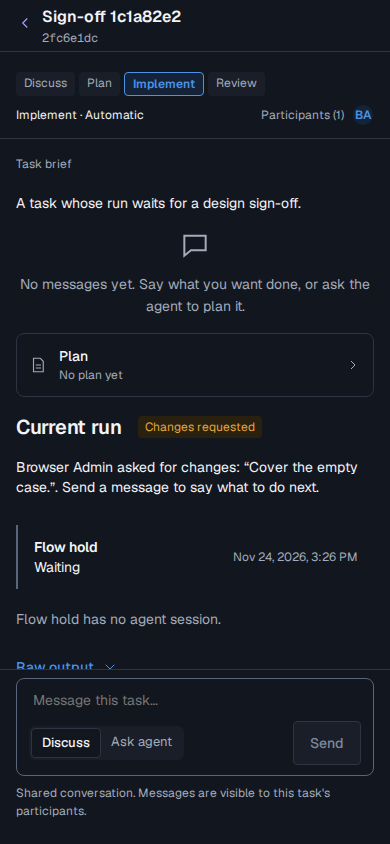 Sign-off 1c1a82e2
2fc6e1dc
Discuss Plan Implement Review
Implement · Automatic Participants (1) BA
Task brief
A task whose run waits for a design sign-off.
No messages yet. Say what you want done, or ask the
agent to plan it.
Plan
No plan yet
Current run Changes requested
Browser Admin asked for changes: “Cover the empty
case.”. Send a message to say what to do next.
Flow hold
Waiting
Nov 24, 2026, 3:26 PM
Flow hold has no agent session.
Raw output
Message this task...
Discuss Ask agent Send
Shared conversation. Messages are visible to this task's
participants.